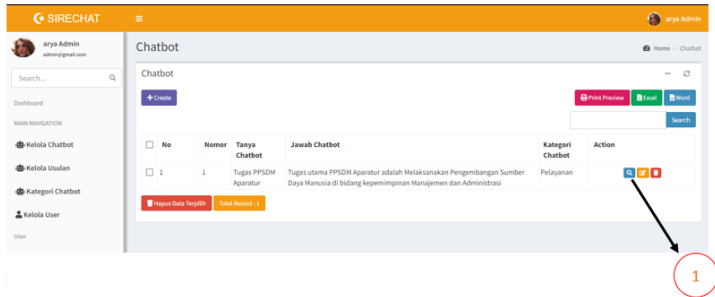 SIRECHAT
arya Admin
arya Admin
admin@gmail.com
Search...
Dashboard
MAIN NAVIGATION
Kelola Chatbot
Kelola Usulan
Kategori Chatbot
Kelola User
User
Chatbot
Home > Chatbot
Chatbot
+Create
Print Preview Excel Word
Search
No Nomor Tanya Chatbot Jawab Chatbot Kategori Chatbot Action
1 1 Tugas PPSDM Aparatur Tugas utama PPSDM Aparatur adalah Melaksanakan Pengembangan Sumber Daya Manusia di bidang kepemimpinan Manajemen dan Administrasi Pelayanan
Hapus Data Terpilih Total Record : 1
1